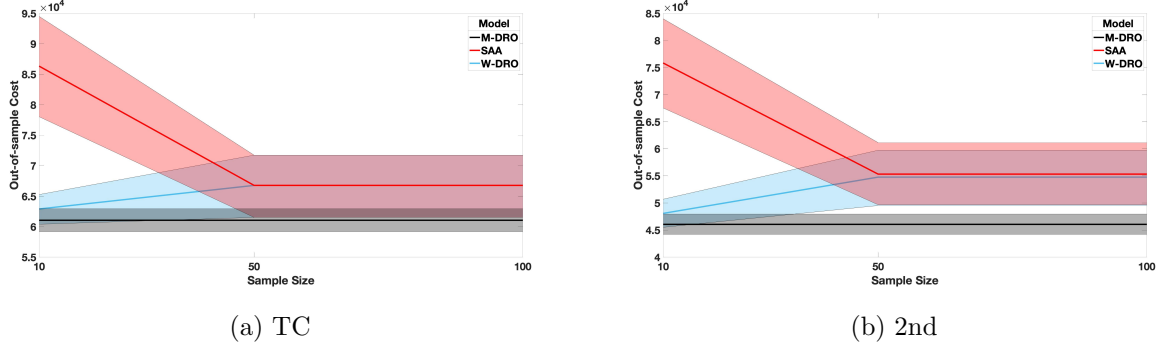 ×10⁴
9.5
9
8.5
8
7.5
7
6.5
6
5.5
Out-of-sample Cost
10 50 100
Sample Size
Model
M-DRO
SAA
W-DRO
(a) TC
×10⁴
8.5
8
7.5
7
6.5
6
5.5
5
4.5
4
Out-of-sample Cost
10 50 100
Sample Size
Model
M-DRO
SAA
W-DRO
(b) 2nd